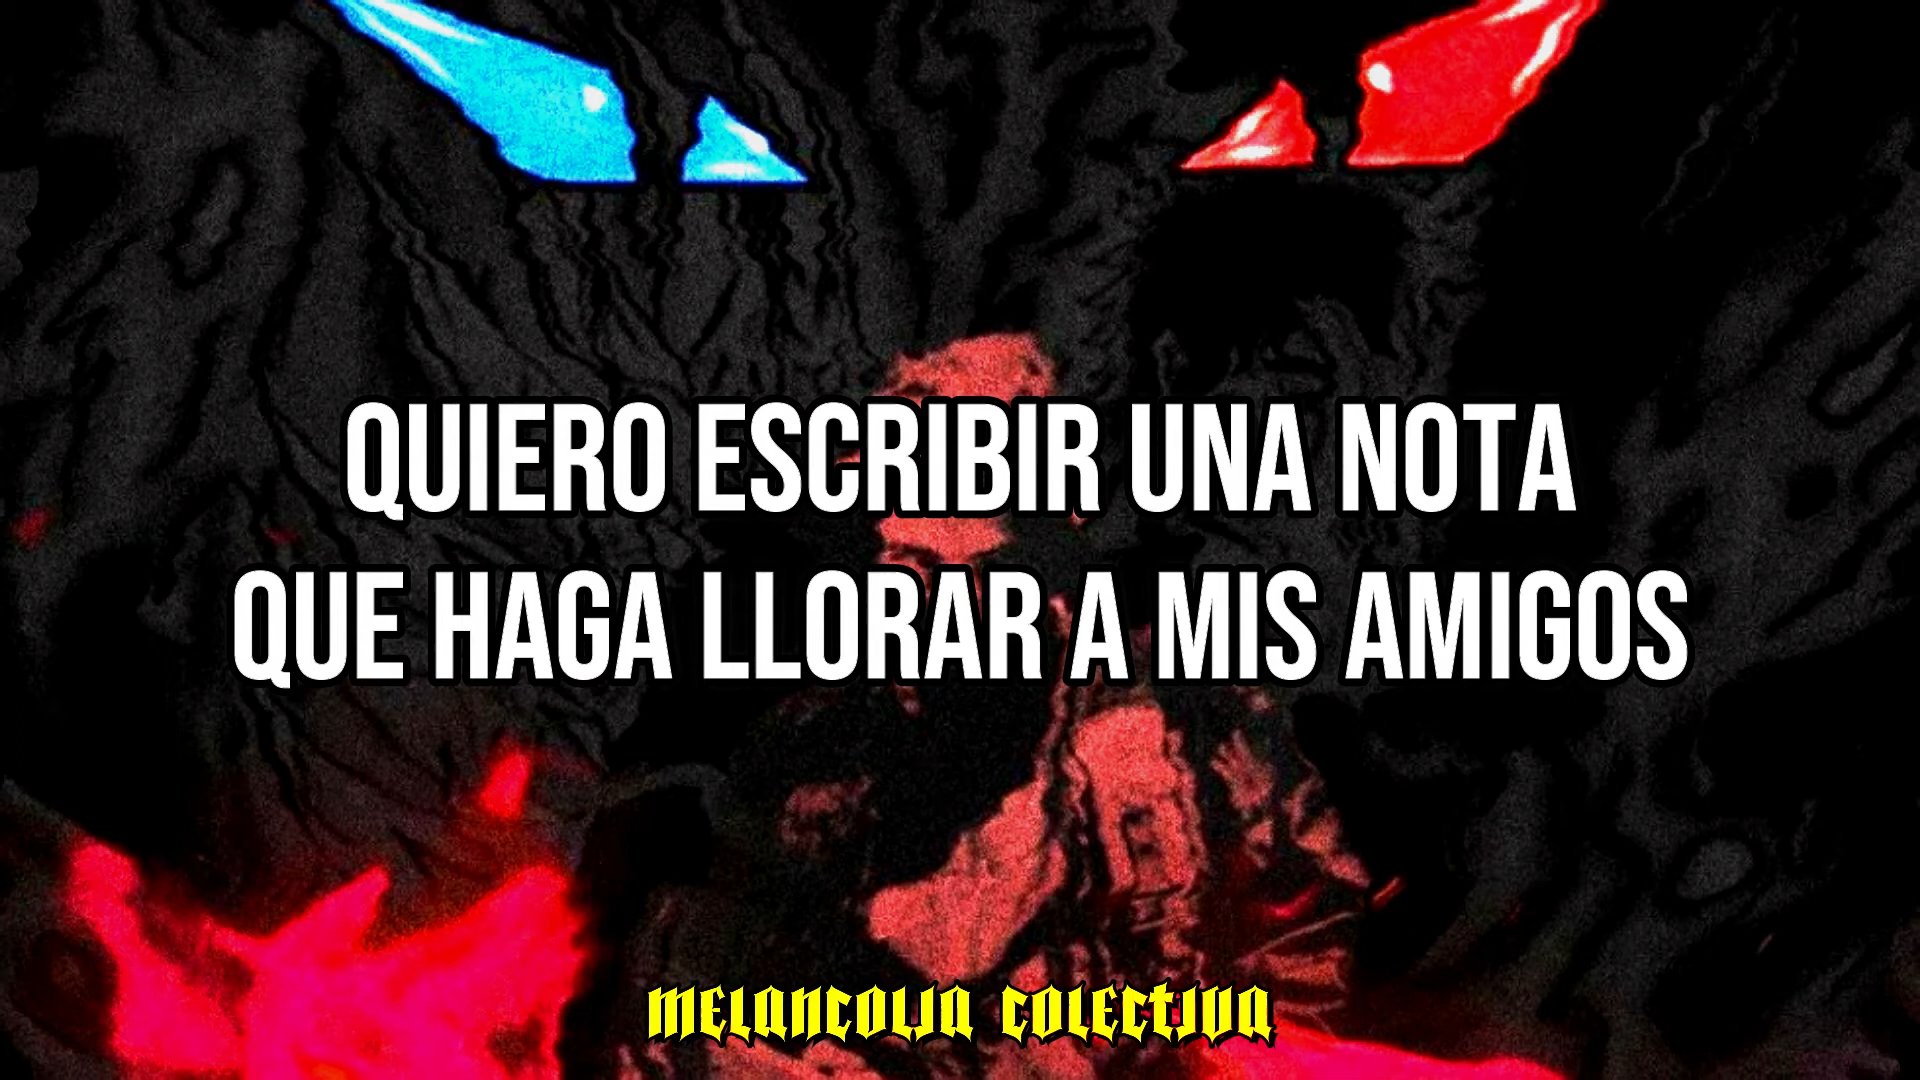 QUIERO ESCRIBIR UNA NOTA
QUE HAGA LLORAR A MIS AMIGOS
MELANCOLIA COLECTIVA